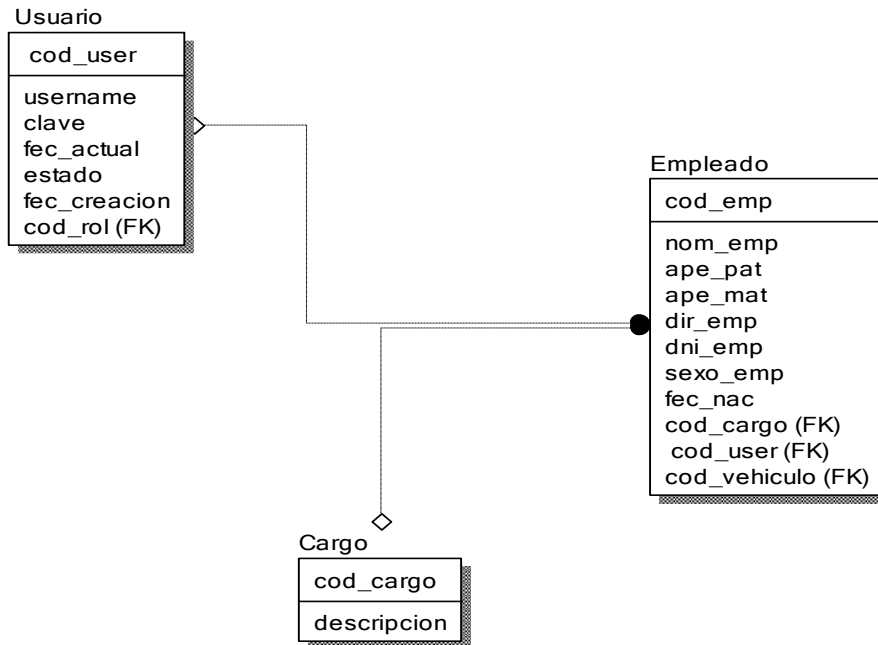 Usuario
cod_user
username
clave
fec_actual
estado
fec_creacion
cod_rol (FK)
Empleado
cod_emp
nom_emp
ape_pat
ape_mat
dir_emp
dni_emp
sexo_emp
fec_nac
cod_cargo (FK)
cod_user (FK)
cod_vehiculo (FK)
Cargo
cod_cargo
descripcion